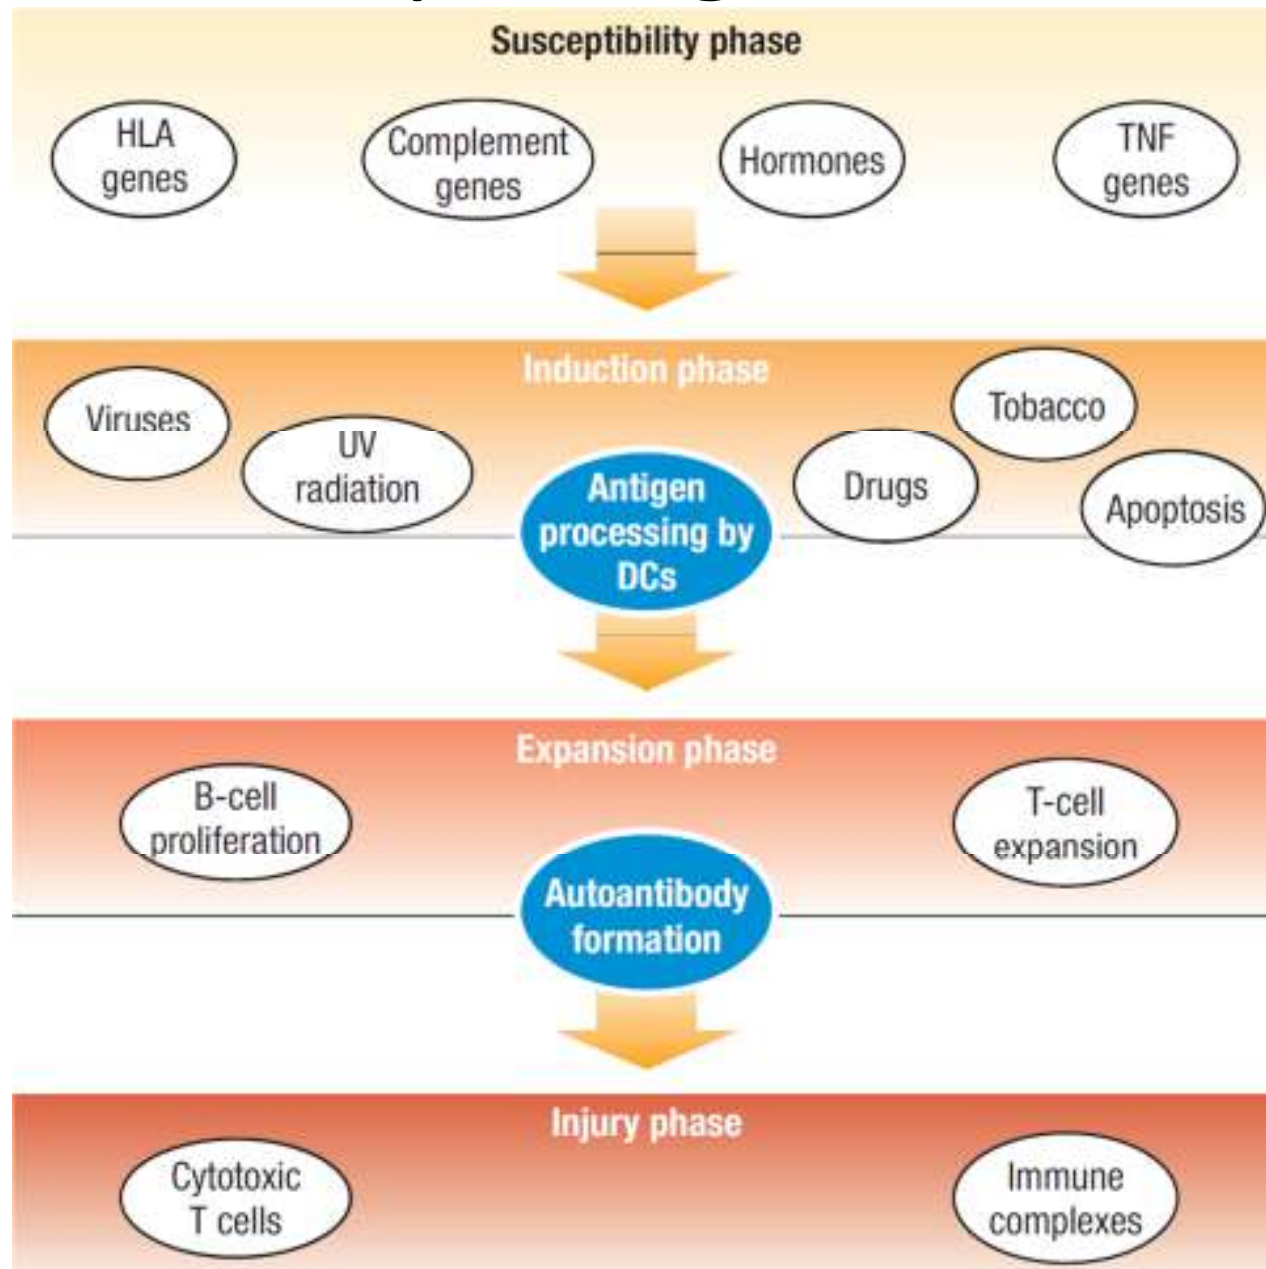 Susceptibility phase
HLA
genes
Complement
genes
Hormones
TNF
genes
Induction phase
Viruses
UV
radiation
Antigen
processing by
DCs
Drugs
Tobacco
Apoptosis
Expansion phase
B-cell
proliferation
T-cell
expansion
Autoantibody
formation
Injury phase
Cytotoxic
T cells
Immune
complexes